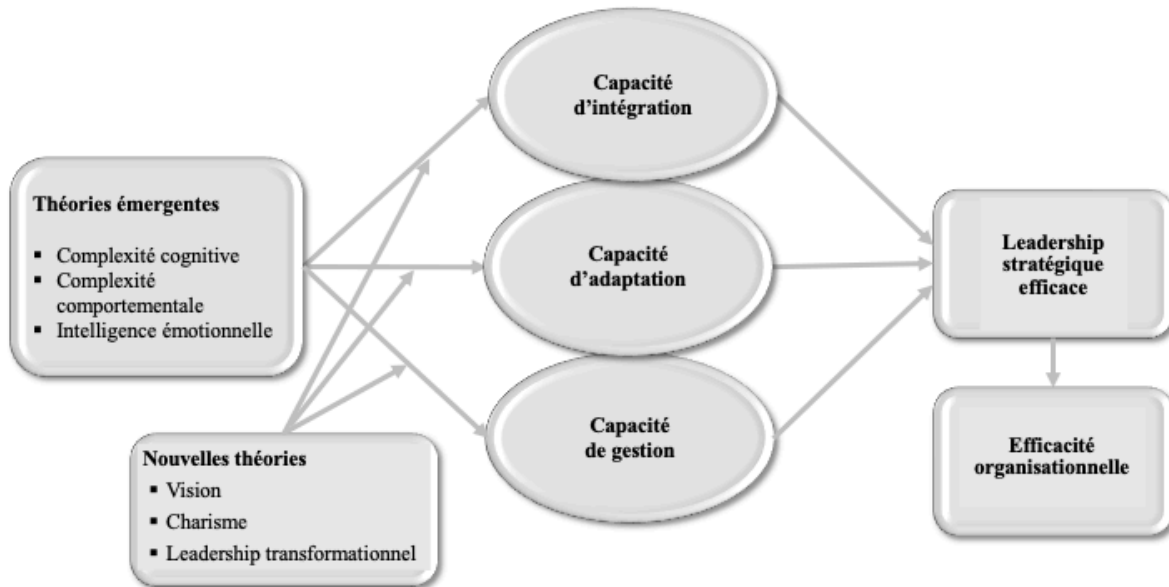 Capacité
d'intégration
Théories émergentes
▪ Complexité cognitive
▪ Complexité
comportementale
▪ Intelligence émotionnelle
Capacité
d'adaptation
Leadership
stratégique
efficace
Capacité
de gestion
Nouvelles théories
▪ Vision
▪ Charisme
▪ Leadership transformationnel
Efficacité
organisationnelle